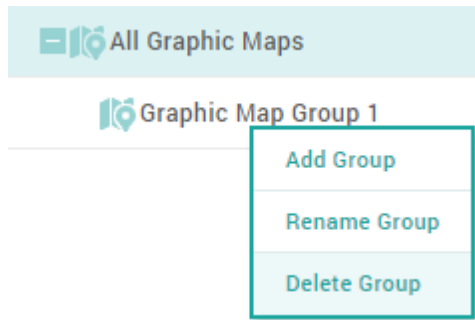 All Graphic Maps
Graphic Map Group 1
Add Group
Rename Group
Delete Group